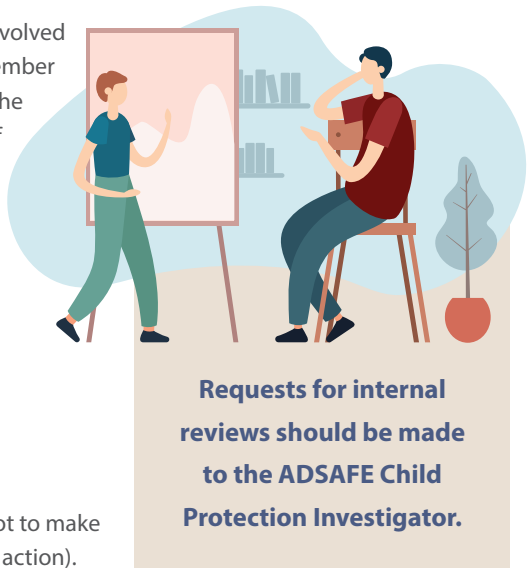 volved
ember
he
Requests for internal
reviews should be made
to the ADSAFE Child
Protection Investigator.
ot to make
action).